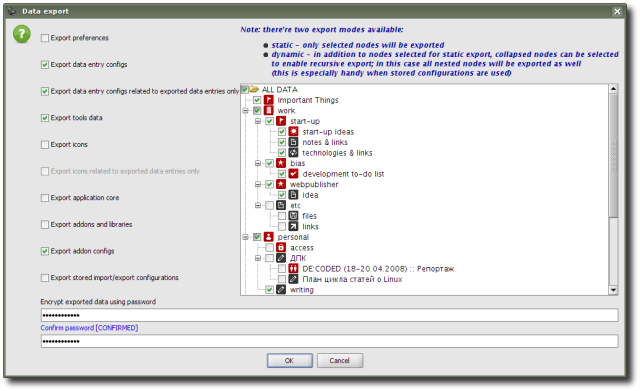 Data export
Export preferences
Export data entry configs
Export data entry configs related to exported data entries only
Export tools data
Export icons
Export icons related to exported data entries only
Export application core
Export addons and libraries
Export addon configs
Export stored import/export configurations
Note: there're two export modes available:
static - only selected nodes will be exported
dynamic - in addition to nodes selected for static export, collapsed nodes can be selected
to enable recursive export; in this case all nested nodes will be exported as well
(this is especially handy when stored configurations are used)
ALL DATA
Important Things
work
start-up
start-up ideas
notes & links
technologies & links
bias
development to-do list
webpublisher
idea
etc
files
links
personal
access
ДПК
DE:CODED (18-20.04.2008) :: Репортаж
План цикла статей о Linux
writing
Encrypt exported data using password
••••••••••••
Confirm password [CONFIRMED]
••••••••••••
OK
Cancel